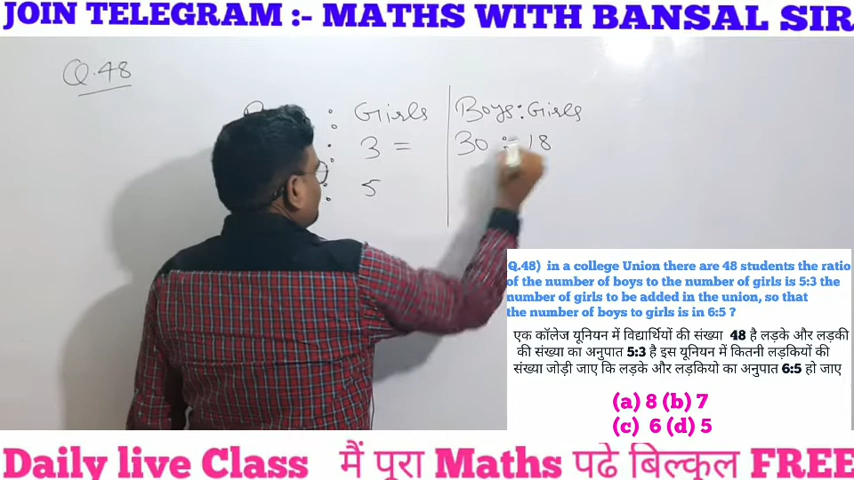 JOIN TELEGRAM :- MATHS WITH BANSAL SIR
Q.48
: Girls Boys : Girls
: 3 = 30 : 18
: 5
Q.48) in a college Union there are 48 students the ratio
of the number of boys to the number of girls is 5:3 the
number of girls to be added in the union, so that
the number of boys to girls is in 6:5 ?
एक कॉलेज यूनियन में विद्यार्थियों की संख्या 48 है लड़के और लड़की
की संख्या का अनुपात 5:3 है इस यूनियन में कितनी लड़कियों की
संख्या जोड़ी जाए कि लड़के और लड़कियो का अनुपात 6:5 हो जाए
(a) 8 (b) 7
(c) 6 (d) 5
Daily live Class मैं पूरा Maths पढे बिल्कुल FREE